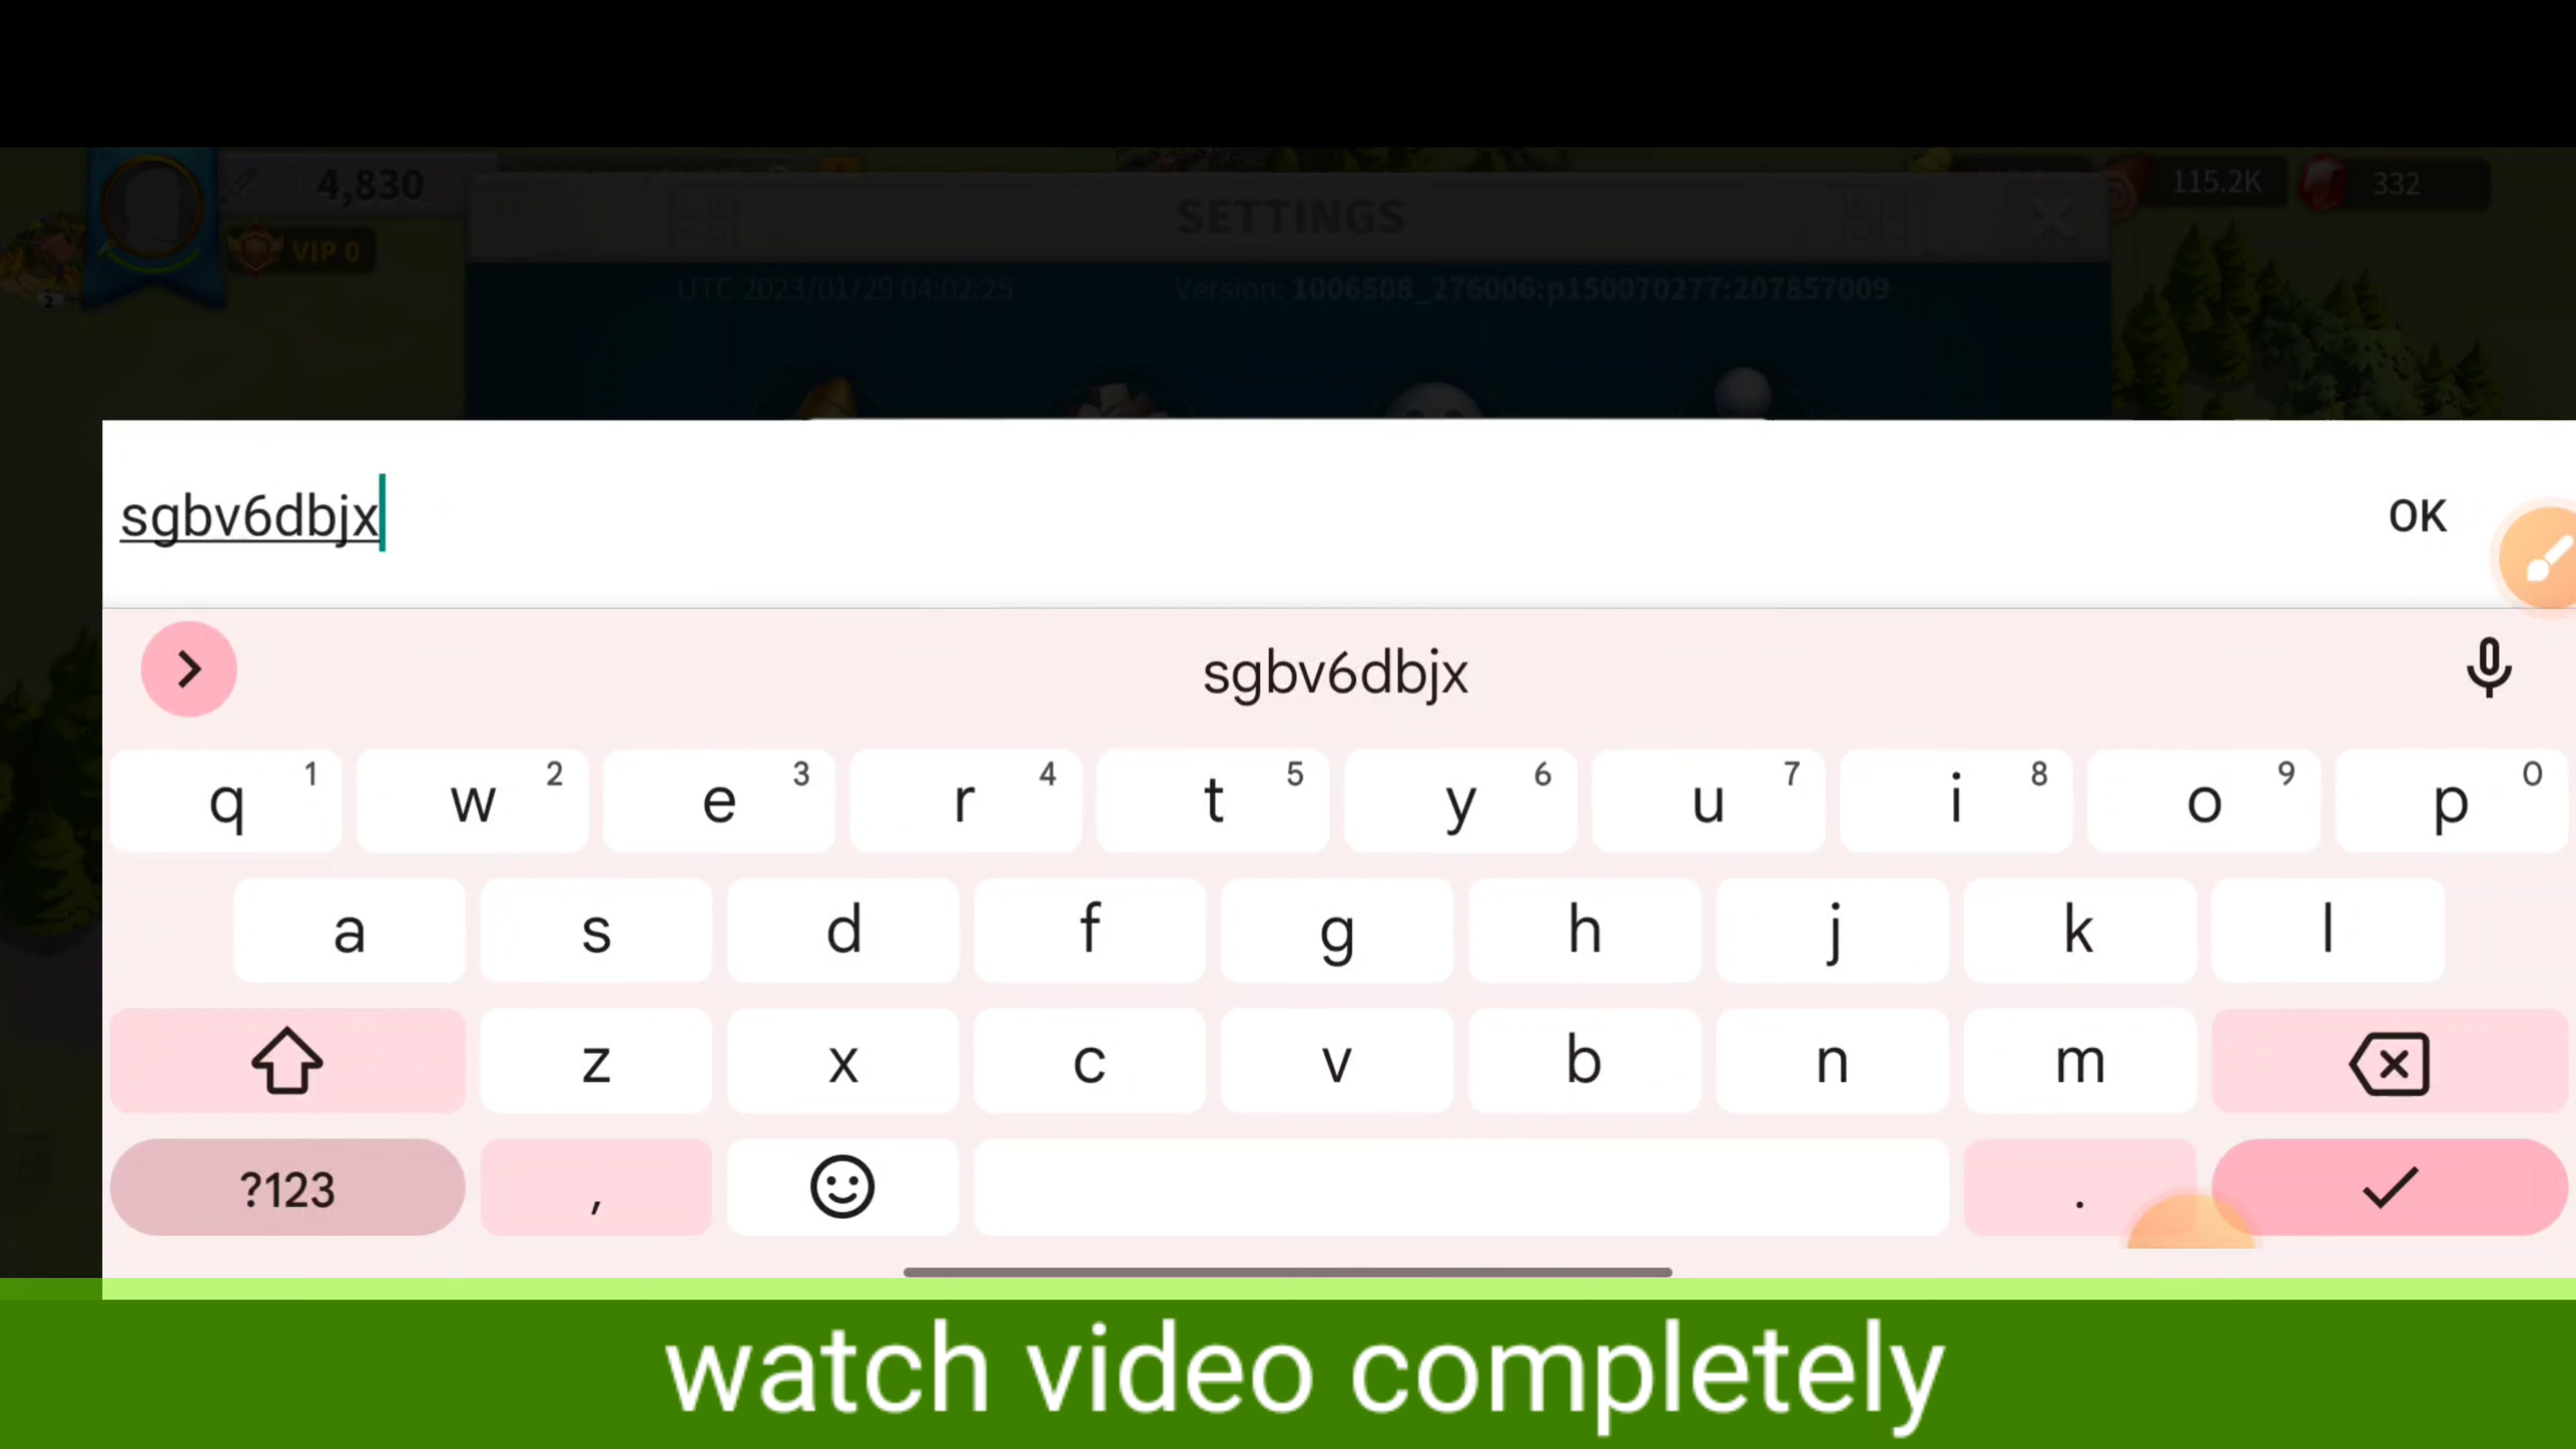 4,830
115.2K
332
SETTINGS
VIP 0
2
UTC 2023/01/29 04:02:25
Version: 1006508_276006:p150070277:207857009
sgbv6dbjx
OK
sgbv6dbjx
q 1 w 2 e 3 r 4 t 5 y 6 u 7 i 8 o 9 p 0
a s d f g h j k l
z x c v b n m
?123 , .
watch video completely